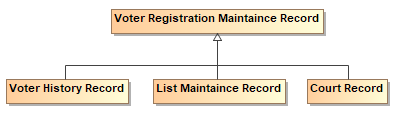 Voter Registration Maintaince Record
Voter History Record
List Maintaince Record
Court Record